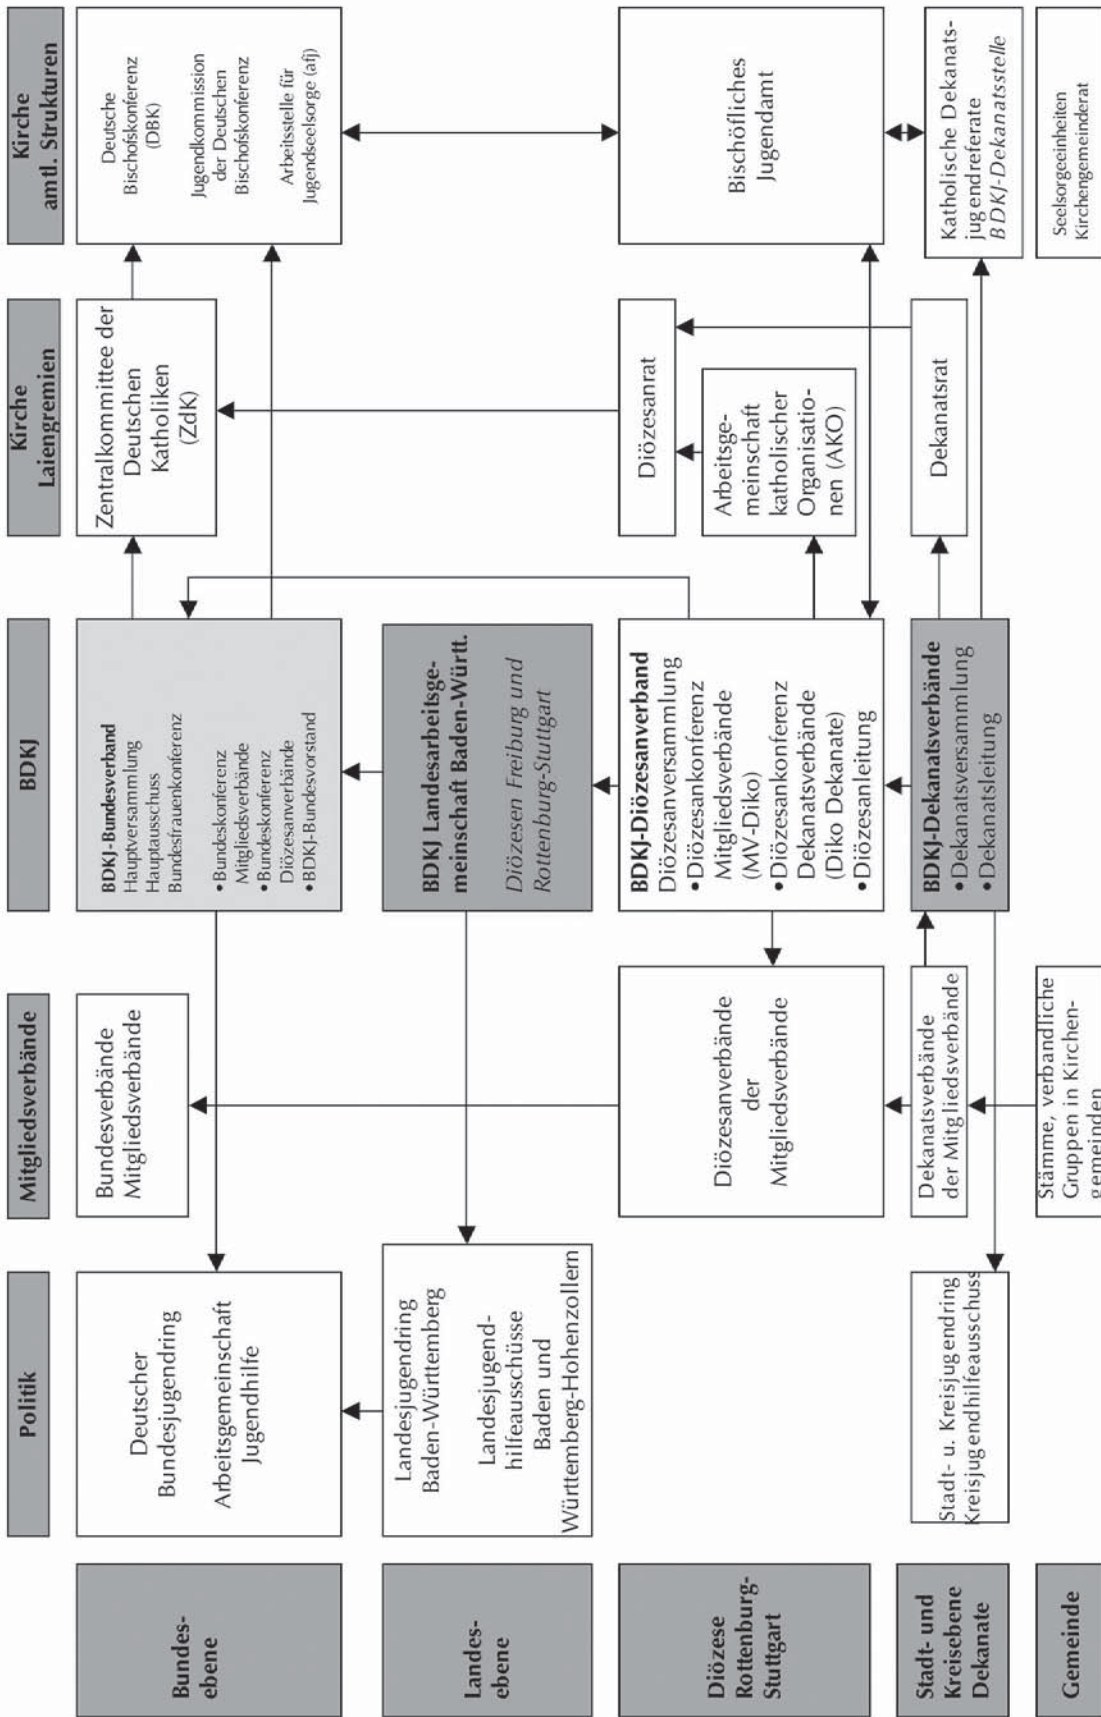 Politik
Mitgliedsverbände
BDKJ
Kirche
Laiengremien
Kirche
amtl. Strukturen
Bundes-
ebene
Deutscher
Bundesjugendring
Arbeitsgemeinschaft
Jugendhilfe
Bundesverbände
Mitgliedsverbände
BDKJ-Bundesverband
Hauptversammlung
Hauptausschuss
Bundesfrauenkonferenz
• Bundeskonferenz
Mitgliedsverbände
• Bundeskonferenz
Diözesanverbände
• BDKJ-Bundesvorstand
Zentralkommittee der
Deutschen
Katholiken
(ZdK)
Deutsche
Bischofskonferenz
(DBK)
Jugendkommission
der Deutschen
Bischofskonferenz
Arbeitsstelle für
Jugendseelsorge (afj)
Landes-
ebene
Landesjugendring
Baden-Württemberg
Landesjugend-
hilfeausschüsse
Baden und
Württemberg-Hohenzollern
BDKJ Landesarbeitsge-
meinschaft Baden-Württ.
Diözesen Freiburg und
Rottenburg-Stuttgart
Diözese
Rottenburg-
Stuttgart
Diözesanverbände
der
Mitgliedsverbände
BDKJ-Diözesanverband
Diözesanversammlung
• Diözesankonferenz
Mitgliedsverbände
(MV-Diko)
• Diözesankonferenz
Dekanatsverbände
(Diko Dekanate)
• Diözesanleitung
Diözesanrat
Arbeitsge-
meinschaft
katholischer
Organisatio-
nen (AKO)
Bischöfliches
Jugendamt
Stadt- und
Kreisebene
Dekanate
Stadt- u. Kreisjugendring
Kreisjugendhilfeausschuss
Dekanatsverbände
der Mitgliedsverbände
BDKJ-Dekanatsverbände
• Dekanatsversammlung
• Dekanatsleitung
Dekanatsrat
Katholische Dekanats-
jugendreferate
BDKJ-Dekanatsstelle
Gemeinde
Stämme, verbandliche
Gruppen in Kirchen-
gemeinden
Seelsorgeeinheiten
Kirchengemeinderat